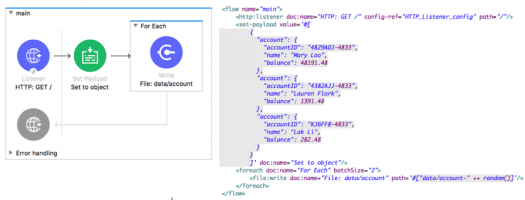 main
Listener
HTTP: GET /
Set Payload
Set to object
For Each
Write
File: data/account
Error handling
<flow name="main">
<http:listener doc:name="HTTP: GET /" config-ref="HTTP_Listener_config" path="/"/>
<set-payload value='#[
{
"account": {
"accountID": "4829ADJ-4833",
"name": "Mary Loo",
"balance": 48191.48
},
"account": {
"accountID": "4382AJJ-4833",
"name": "Lauren Flork",
"balance": 1391.48
},
"account": {
"accountID": "KJ6FF8-4833",
"name": "Lak Li",
"balance": 282.48
}
}
]' doc:name="Set to object"/>
<foreach doc:name="For Each" batchSize="2">
<file:write doc:name="File: data/account" path='#["data/account-" ++ random()]'/>
</foreach>
</flow>